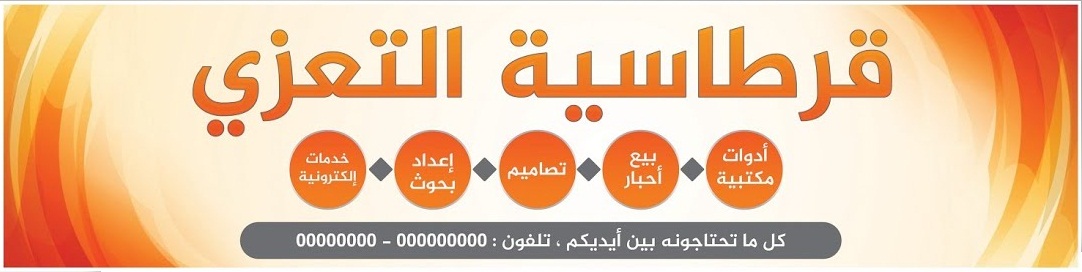 قرطاسية التعزي
أدوات مكتبية
بيع أحبار
تصاميم
إعداد بحوث
خدمات إلكترونية
كل ما تحتاجونه بين أيديكم ، تلفون : 000000000 - 00000000